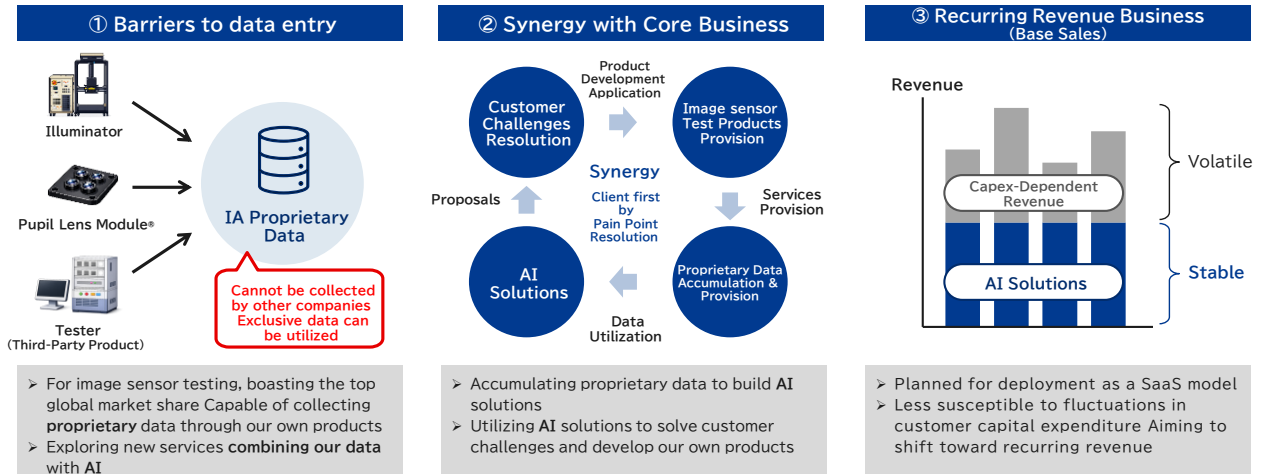 ① Barriers to data entry
Illuminator
Pupil Lens Module®
Tester
(Third-Party Product)
IA Proprietary
Data
Cannot be collected
by other companies
Exclusive data can
be utilized
➢ For image sensor testing, boasting the top
global market share Capable of collecting
proprietary data through our own products
➢ Exploring new services combining our data
with AI
② Synergy with Core Business
Customer
Challenges
Resolution
Product
Development
Application
Image sensor
Test Products
Provision
Synergy
Client first
by
Pain Point
Resolution
Proposals
Services
Provision
AI
Solutions
Data
Utilization
Proprietary Data
Accumulation &
Provision
➢ Accumulating proprietary data to build AI
solutions
➢ Utilizing AI solutions to solve customer
challenges and develop our own products
③ Recurring Revenue Business
(Base Sales)
Revenue
Capex-Dependent
Revenue
Volatile
AI Solutions
Stable
➢ Planned for deployment as a SaaS model
➢ Less susceptible to fluctuations in
customer capital expenditure Aiming to
shift toward recurring revenue